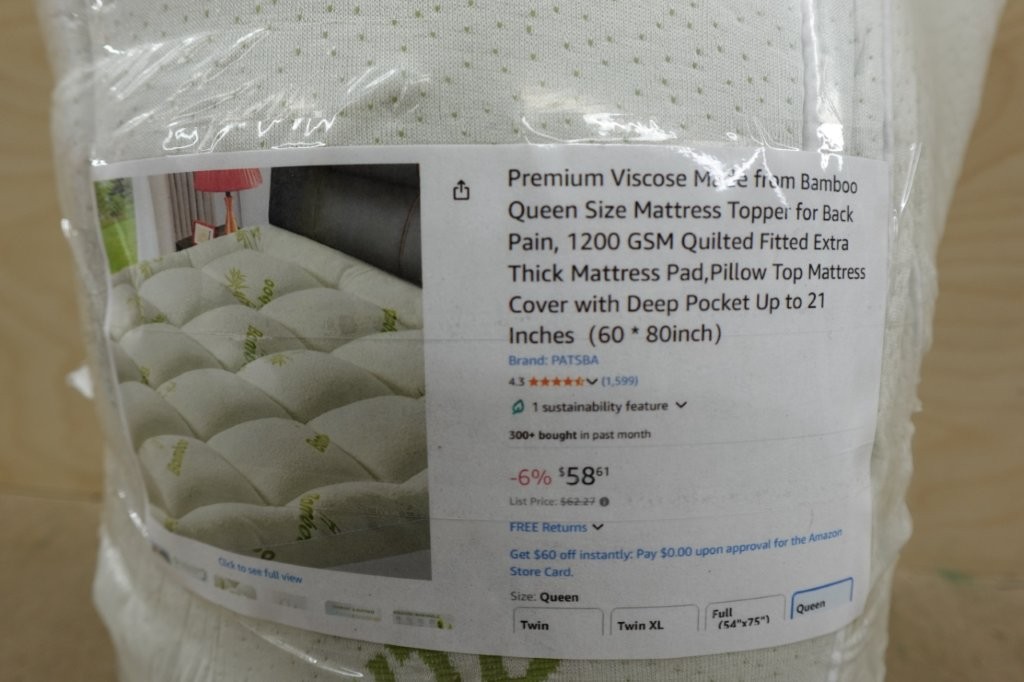 Premium Viscose Made from Bamboo
Queen Size Mattress Topper for Back
Pain, 1200 GSM Quilted Fitted Extra
Thick Mattress Pad,Pillow Top Mattress
Cover with Deep Pocket Up to 21
Inches (60 * 80inch)
Brand: PATSBA
4.3 (1,599)
1 sustainability feature
300+ bought in past month
-6% $5861
List Price: $62.27
FREE Returns
Get $60 off instantly: Pay $0.00 upon approval for the Amazon
Store Card.
Size: Queen
Twin
Twin XL
Full
(54"x75")
Queen
Click to see full view
Bamboo